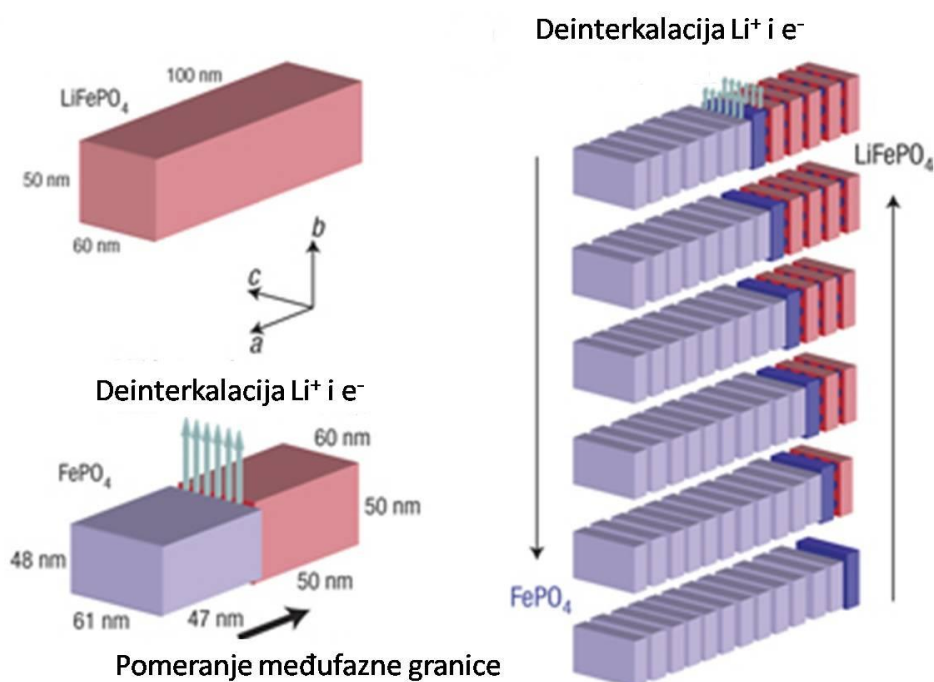 100 nm
LiFePO₄
50 nm
60 nm
b
c
a
Deinterkalacija Li⁺ i e⁻
FePO₄
60 nm
50 nm
48 nm
50 nm
61 nm
47 nm
Pomeranje međufazne granice
Deinterkalacija Li⁺ i e⁻
LiFePO₄
FePO₄